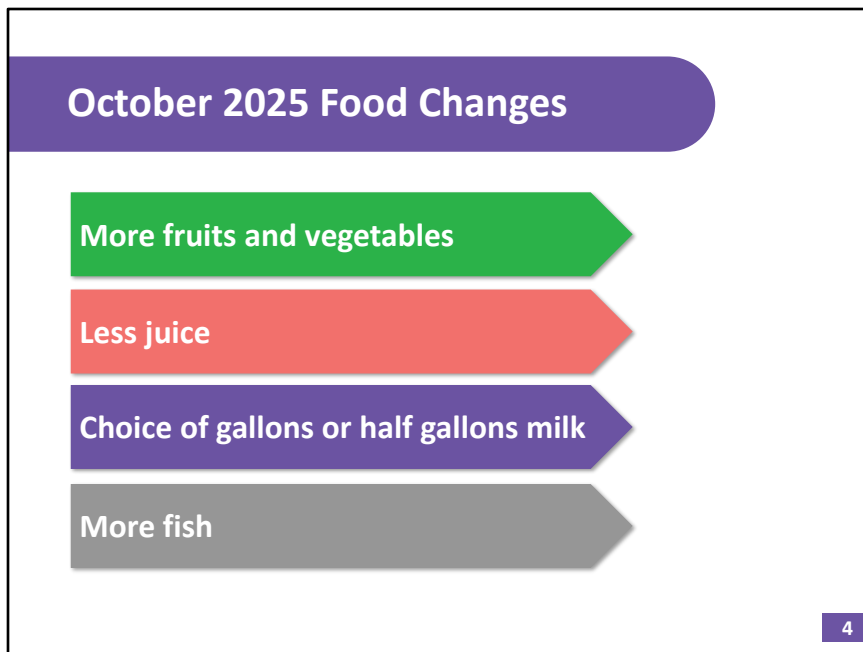 October 2025 Food Changes
More fruits and vegetables
Less juice
Choice of gallons or half gallons milk
More fish
4